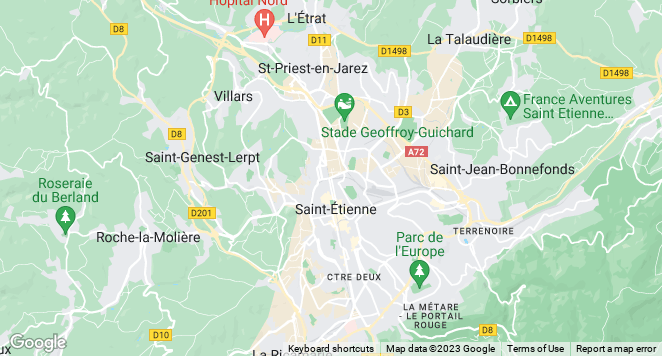 Hôpital Nord
L'Étrat
Sorbiers
D8
D11
D1498
La Talaudière
D1498
St-Priest-en-Jarez
D1498
Villars
D3
France Aventures
Saint Etienne...
Stade Geoffroy-Guichard
D8
Saint-Genest-Lerpt
A72
Saint-Jean-Bonnefonds
Roseraie
du Berland
D201
Saint-Étienne
Roche-la-Molière
Parc de
l'Europe
TERRENOIRE
CTRE DEUX
LA MÉTARE
- LE PORTAIL
ROUGE
D10
D8
Google
Keyboard shortcuts
Map data ©2023 Google
Terms of Use
Report a map error